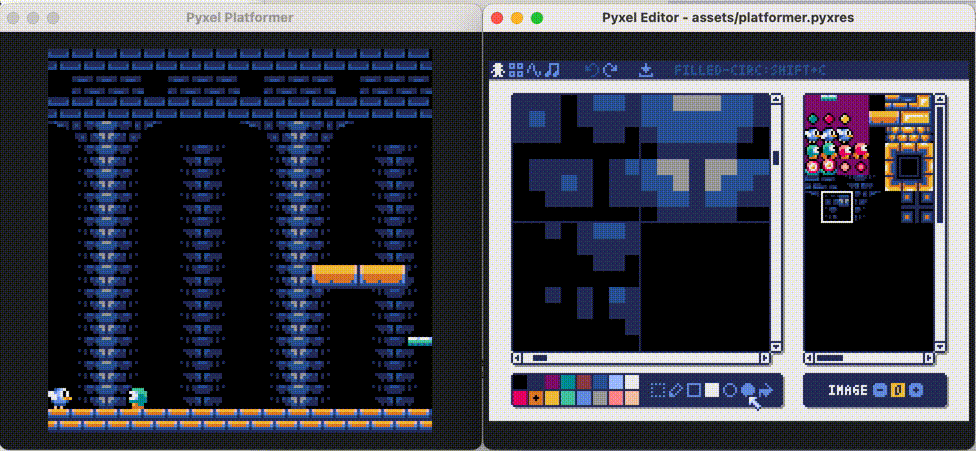 Pyxel Platformer
Pyxel Editor - assets/platformer.pyxres
FILLED-CIRC:SHIFT+C
IMAGE 0